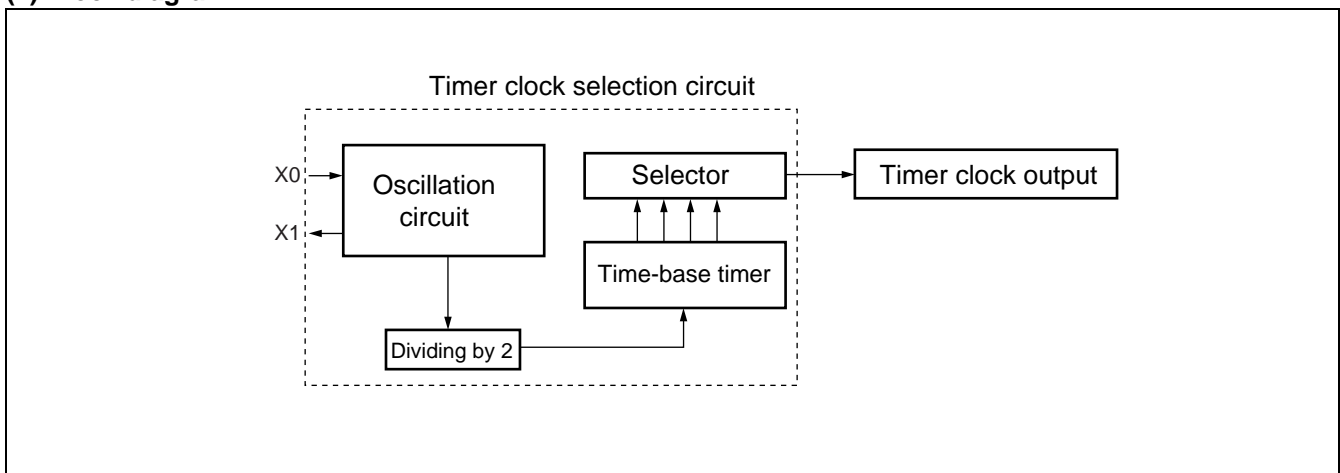 Timer clock selection circuit
X0
Oscillation
circuit
X1
Selector
Timer clock output
Time-base timer
Dividing by 2